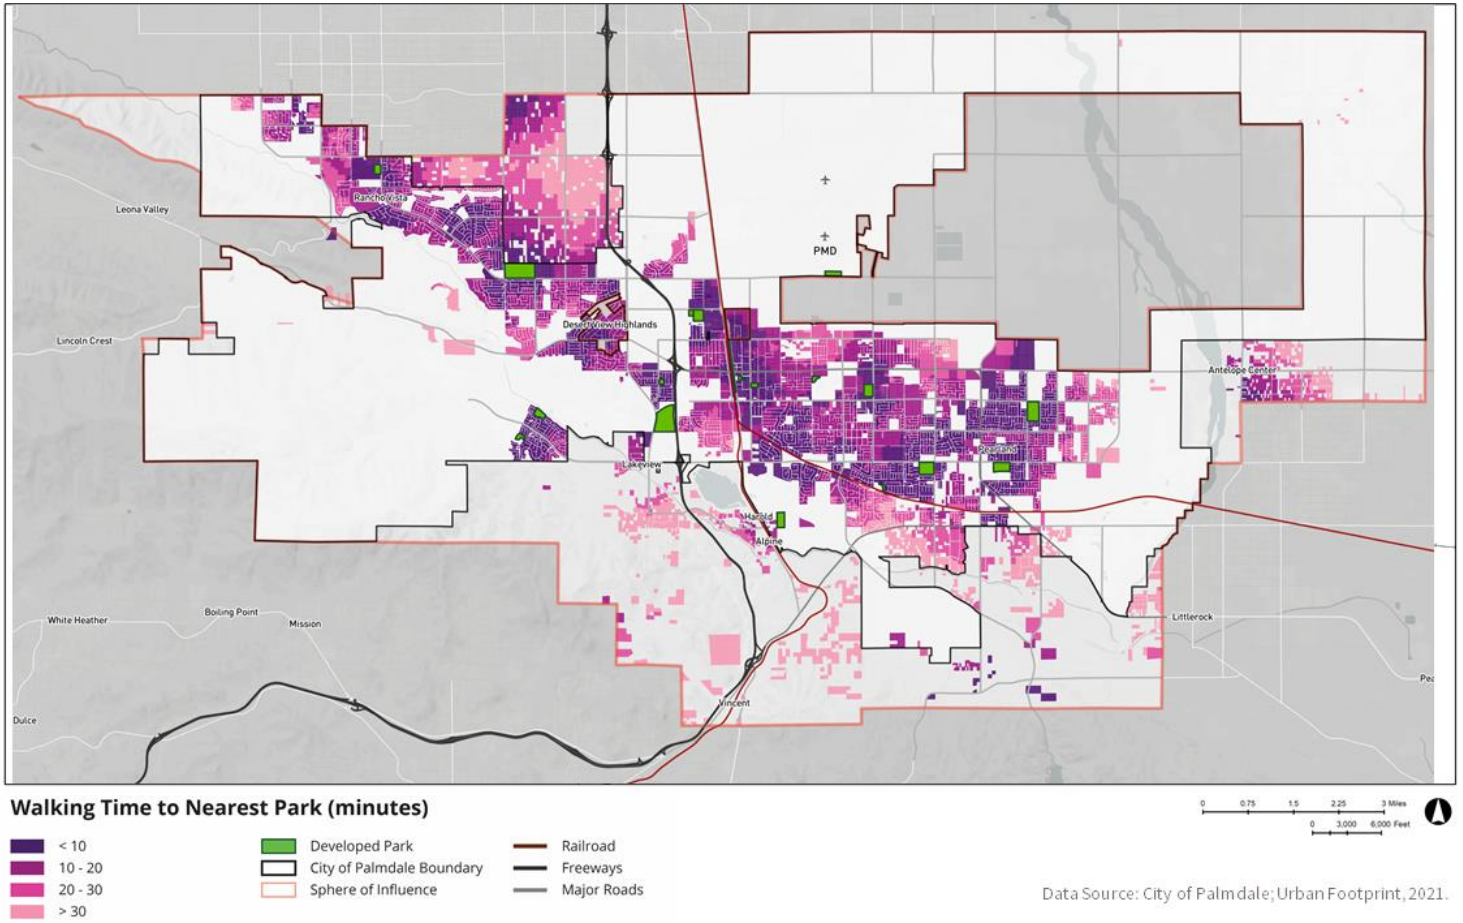 Leona Valley
Rancho Vista
PMD
Desert View Highlands
Lincoln Crest
Antelope Center
Pearland
Lakeview
Harold
Alpine
White Heather
Boiling Point
Mission
Littlerock
Vincent
Pea
Dulce
Walking Time to Nearest Park (minutes)
< 10
10 - 20
20 - 30
> 30
Developed Park
City of Palmdale Boundary
Sphere of Influence
Railroad
Freeways
Major Roads
0 0.75 1.5 2.25 3 Miles
0 3,000 6,000 Feet
Data Source: City of Palmdale; Urban Footprint, 2021.